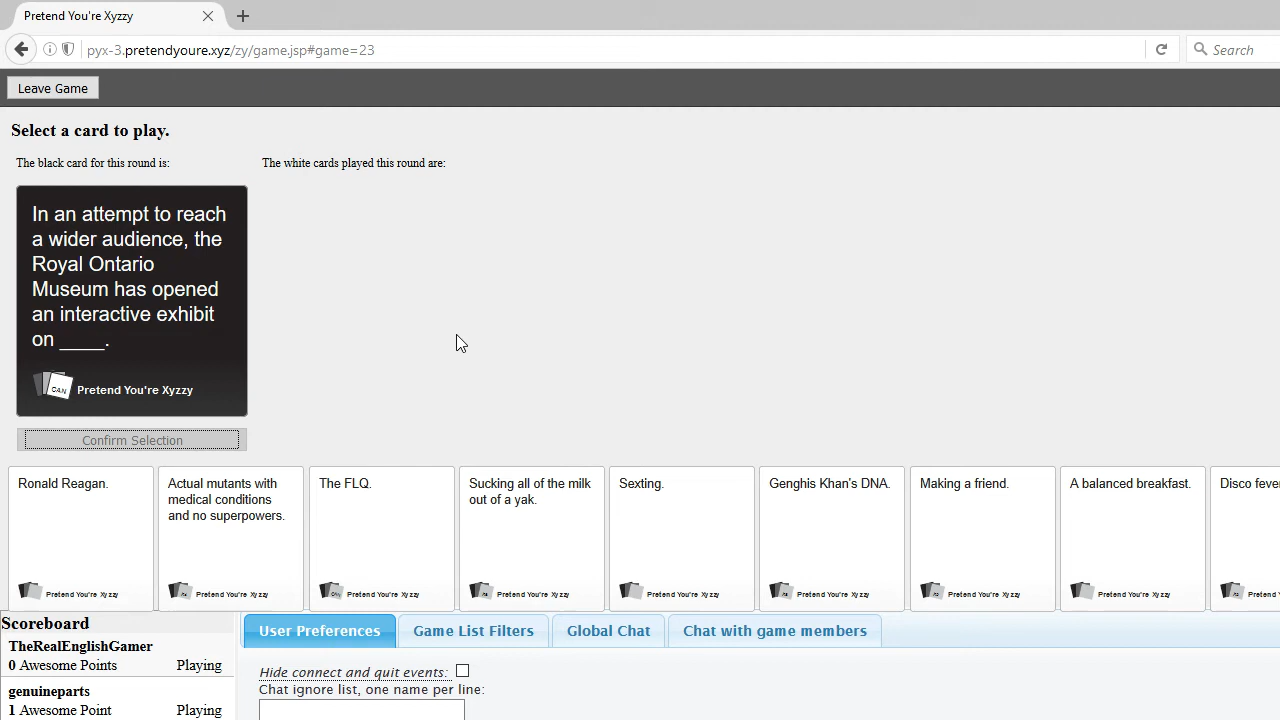 Pretend You're Xyzzy
pyx-3.pretendyoure.xyz/zy/game.jsp#game=23
Search
Leave Game
Select a card to play.
The black card for this round is:
The white cards played this round are:
In an attempt to reach
a wider audience, the
Royal Ontario
Museum has opened
an interactive exhibit
on ____.
CAN
Pretend You're Xyzzy
Confirm Selection
Ronald Reagan.
Pretend You're Xyzzy
Actual mutants with
medical conditions
and no superpowers.
Pretend You're Xyzzy
The FLQ.
CAN
Pretend You're Xyzzy
Sucking all of the milk
out of a yak.
Pretend You're Xyzzy
Sexting.
Pretend You're Xyzzy
Genghis Khan's DNA.
Pretend You're Xyzzy
Making a friend.
Pretend You're Xyzzy
A balanced breakfast.
Pretend You're Xyzzy
Disco feve
Pretend Y
Scoreboard
TheRealEnglishGamer
0 Awesome Points Playing
genuineparts
1 Awesome Point Playing
User Preferences
Game List Filters
Global Chat
Chat with game members
Hide connect and quit events:
Chat ignore list, one name per line: